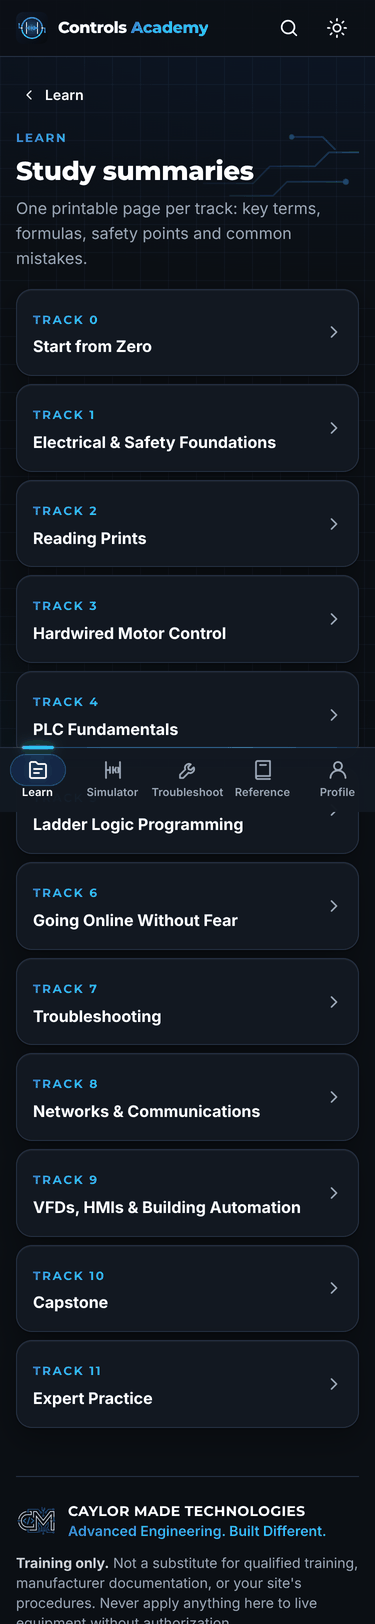 Controls Academy
Learn
LEARN
Study summaries
One printable page per track: key terms,
formulas, safety points and common
mistakes.
TRACK 0
Start from Zero
TRACK 1
Electrical & Safety Foundations
TRACK 2
Reading Prints
TRACK 3
Hardwired Motor Control
TRACK 4
PLC Fundamentals
Learn
Simulator
Troubleshoot
Reference
Profile
Ladder Logic Programming
TRACK 6
Going Online Without Fear
TRACK 7
Troubleshooting
TRACK 8
Networks & Communications
TRACK 9
VFDs, HMIs & Building Automation
TRACK 10
Capstone
TRACK 11
Expert Practice
CM
CAYLOR MADE TECHNOLOGIES
Advanced Engineering. Built Different.
Training only. Not a substitute for qualified training,
manufacturer documentation, or your site's
procedures. Never apply anything here to live
equipment without authorization.